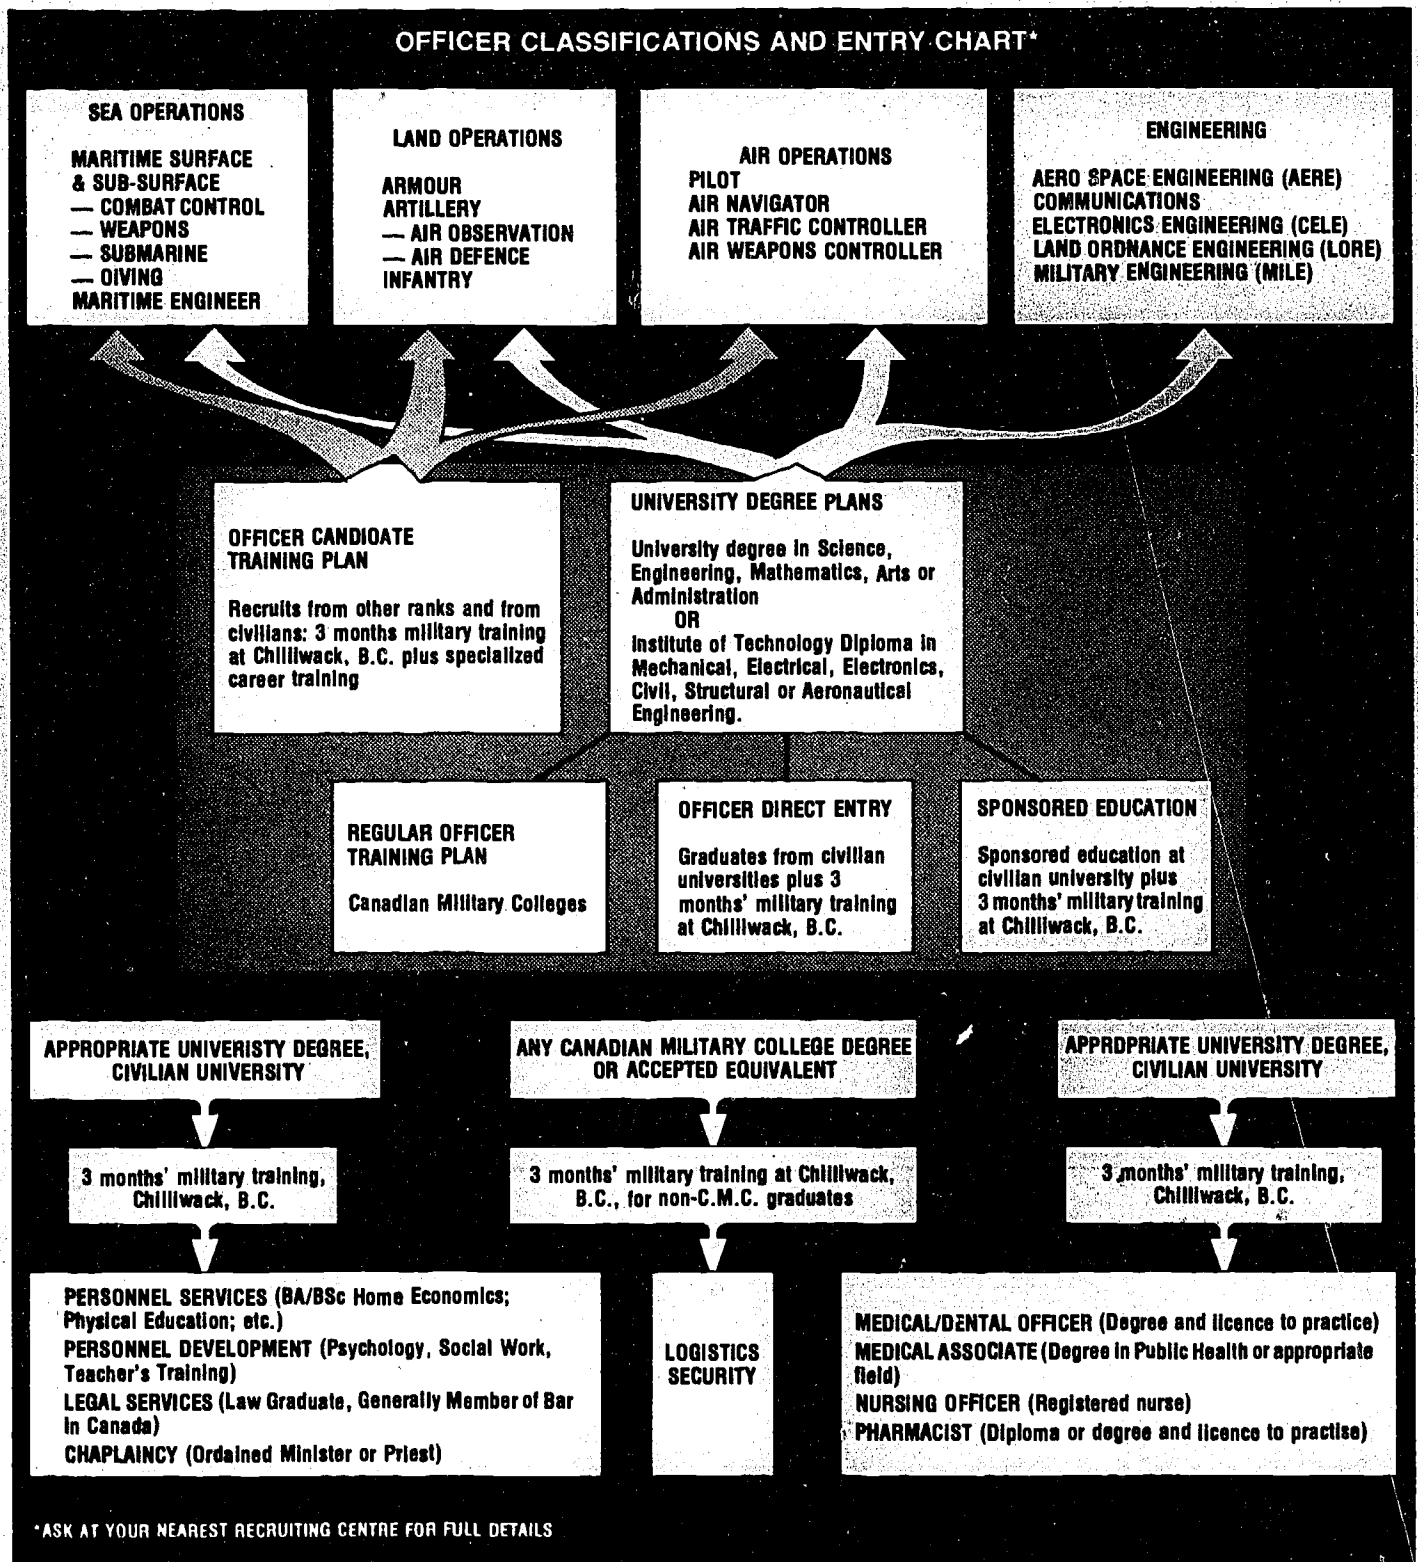 OFFICER CLASSIFICATIONS AND ENTRY CHART*
SEA OPERATIONS
MARITIME SURFACE
& SUB-SURFACE
— COMBAT CONTROL
— WEAPONS
— SUBMARINE
— OIVING
MARITIME ENGINEER
LAND OPERATIONS
ARMOUR
ARTILLERY
— AIR OBSERVATION
— AIR DEFENCE
INFANTRY
AIR OPERATIONS
PILOT
AIR NAVIGATOR
AIR TRAFFIC CONTROLLER
AIR WEAPONS CONTROLLER
ENGINEERING
AERO SPACE ENGINEERING (AERE)
COMMUNICATIONS
ELECTRONICS ENGINEERING (CELE)
LAND ORDNANCE ENGINEERING (LORE)
MILITARY ENGINEERING (MILE)
OFFICER CANDIOATE
TRAINING PLAN
Recruits from other ranks and from
civilians: 3 months military training
at Chilliwack, B.C. plus specialized
career training
UNIVERSITY DEGREE PLANS
University degree in Science,
Engineering, Mathematics, Arts or
Administration
OR
Institute of Technology Diploma in
Mechanical, Electrical, Electronics,
Civil, Structural or Aeronautical
Engineering.
REGULAR OFFICER
TRAINING PLAN
Canadian Military Colleges
OFFICER DIRECT ENTRY
Graduates from civilian
universities plus 3
months' military training
at Chilliwack, B.C.
SPONSORED EDUCATION
Sponsored education at
civilian university plus
3 months' military training
at Chilliwack, B.C.
APPROPRIATE UNIVERISTY DEGREE,
CIVILIAN UNIVERSITY
3 months' military training,
Chilliwack, B.C.
PERSONNEL SERVICES (BA/BSc Home Economics;
Physical Education; etc.)
PERSONNEL DEVELOPMENT (Psychology, Social Work,
Teacher's Training)
LEGAL SERVICES (Law Graduate, Generally Member of Bar
in Canada)
CHAPLAINCY (Ordained Minister or Priest)
ANY CANADIAN MILITARY COLLEGE DEGREE
OR ACCEPTED EQUIVALENT
3 months' military training at Chilliwack,
B.C., for non-C.M.C. graduates
LOGISTICS
SECURITY
APPROPRIATE UNIVERSITY DEGREE,
CIVILIAN UNIVERSITY
3 months' military training,
Chilliwack, B.C.
MEDICAL/DENTAL OFFICER (Degree and licence to practice)
MEDICAL ASSOCIATE (Degree in Public Health or appropriate
field)
NURSING OFFICER (Registered nurse)
PHARMACIST (Diploma or degree and licence to practise)
*ASK AT YOUR NEAREST RECRUITING CENTRE FOR FULL DETAILS